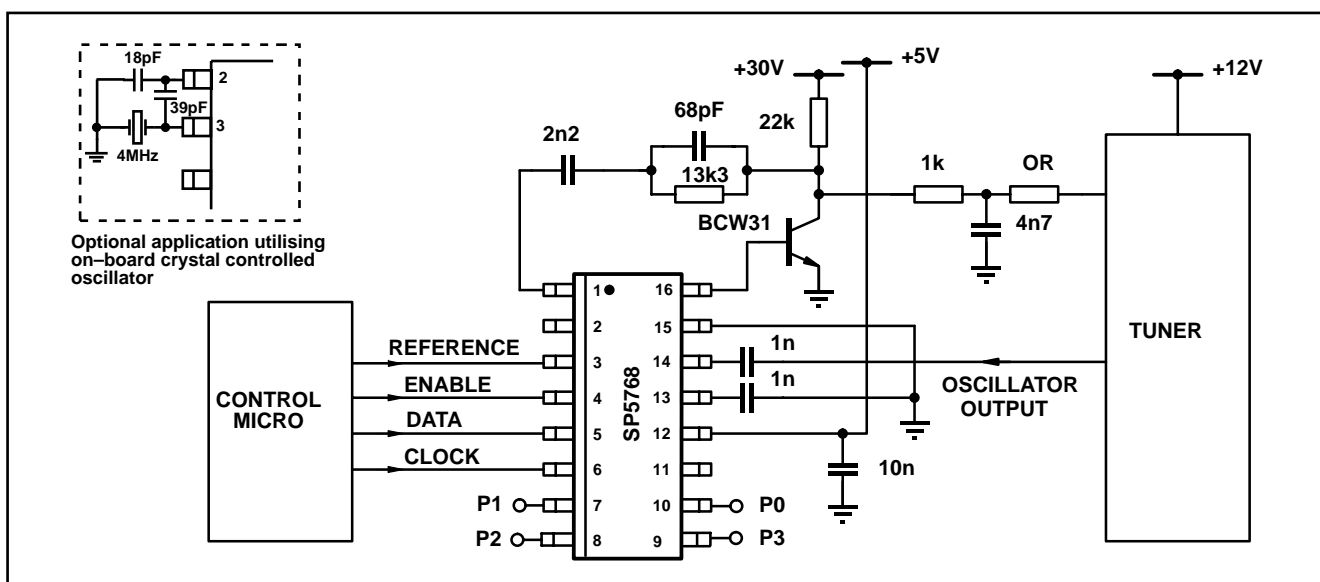 18pF
2
39pF
3
4MHz
Optional application utilising
on–board crystal controlled
oscillator
+30V
+5V
+12V
68pF
22k
2n2
13k3
1k
OR
BCW31
4n7
CONTROL
MICRO
REFERENCE
ENABLE
DATA
CLOCK
P1
P2
1
2
3
4
5
6
7
8
SP5768
16
15
14
13
12
11
10
9
1n
1n
OSCILLATOR
OUTPUT
10n
P0
P3
TUNER